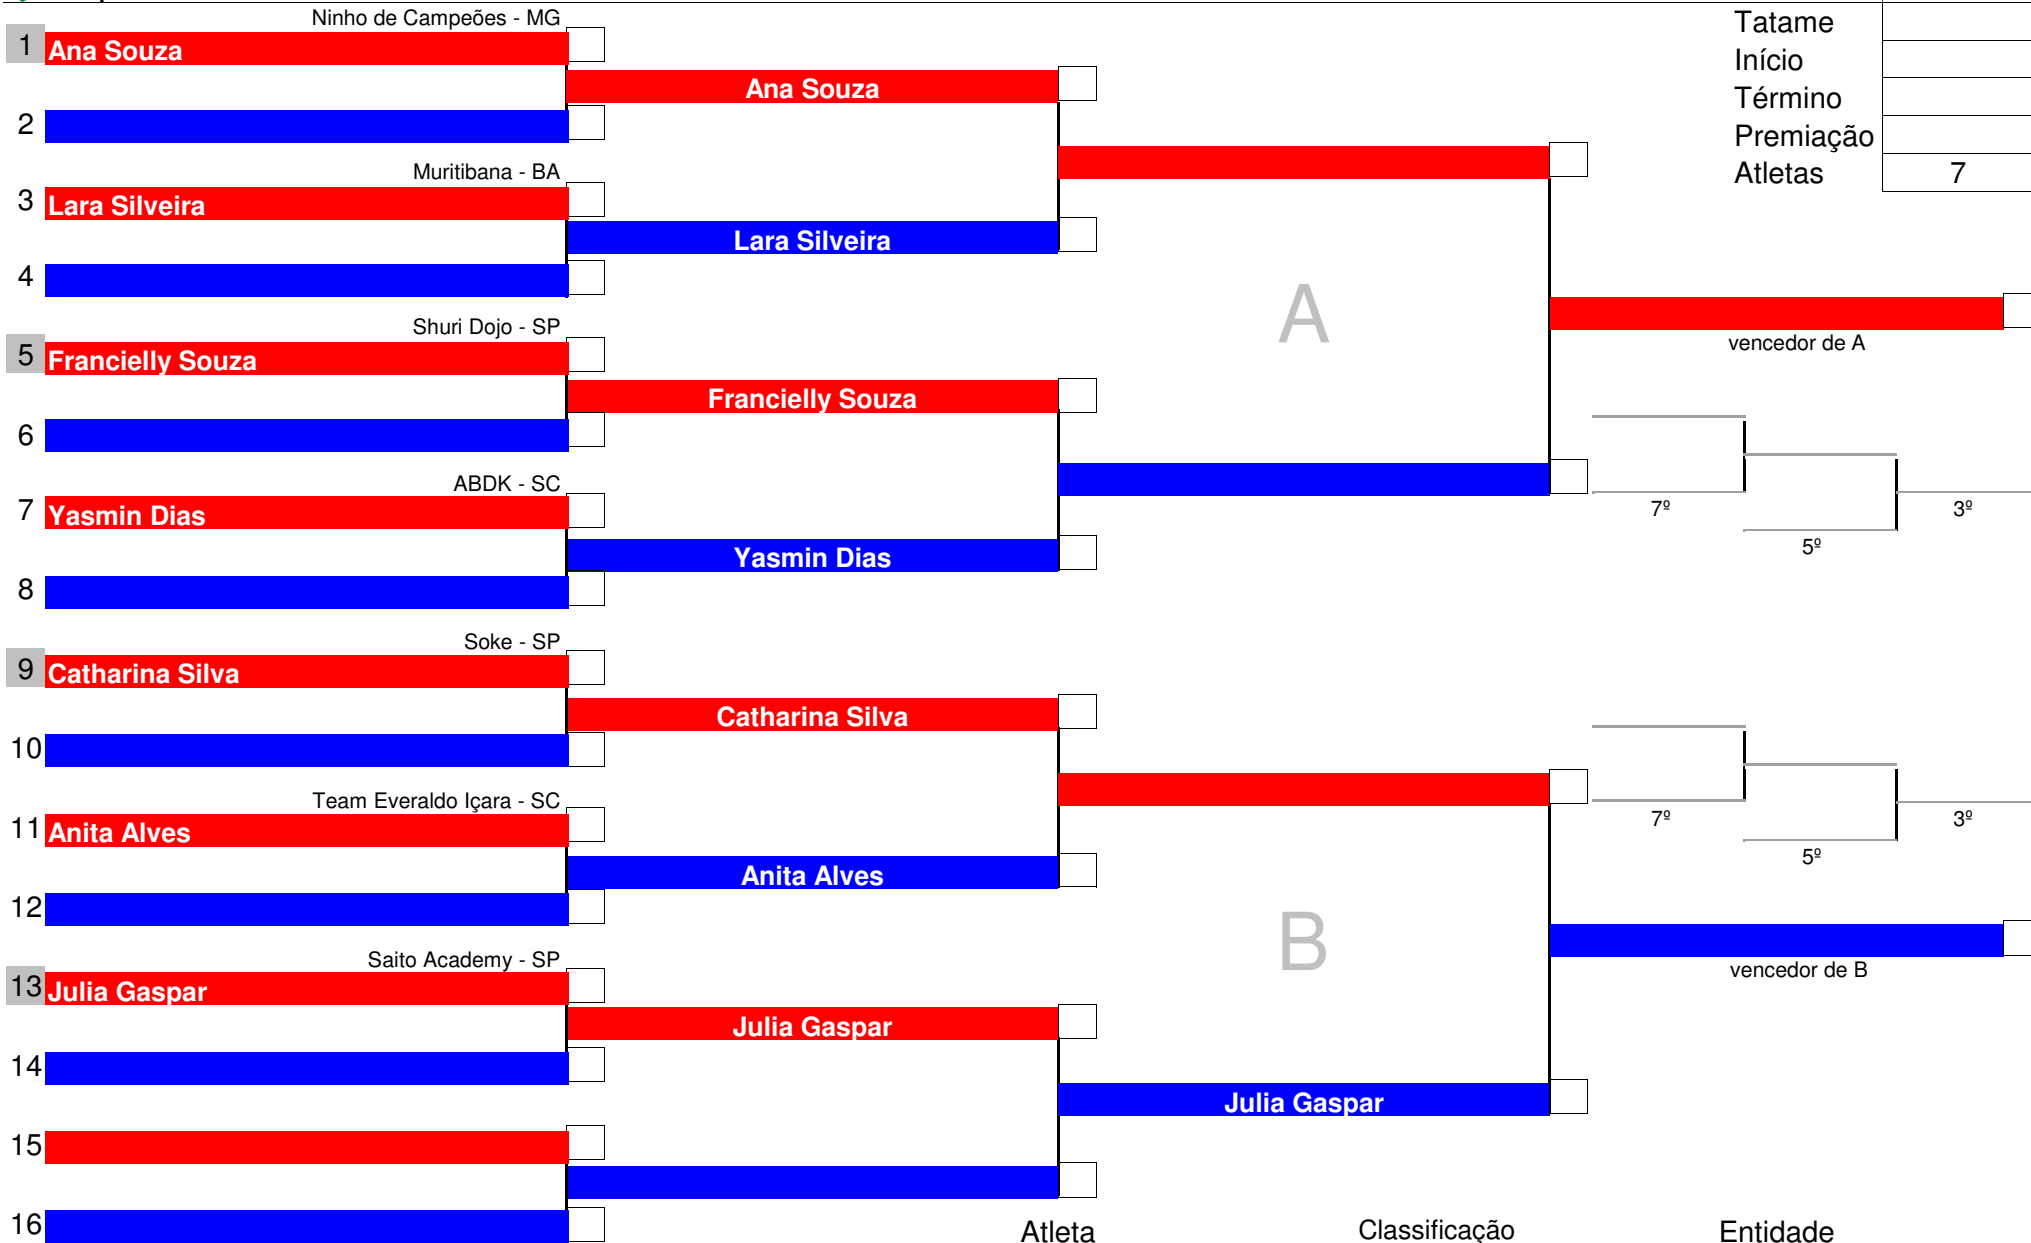 Ninho de Campeões - MG
1 Ana Souza
Ana Souza
2
Muritibana - BA
3 Lara Silveira
Lara Silveira
4
Shuri Dojo - SP
5 Francielly Souza
Francielly Souza
6
ABDK - SC
7 Yasmin Dias
Yasmin Dias
8
Soke - SP
9 Catharina Silva
Catharina Silva
10
Team Everaldo Içara - SC
11 Anita Alves
Anita Alves
12
Saito Academy - SP
13 Julia Gaspar
Julia Gaspar
14
Julia Gaspar
15
16
A
B
Tatame
Início
Término
Premiação
Atletas 7
vencedor de A
7º
3º
5º
7º
3º
5º
vencedor de B
Atleta Classificação Entidade